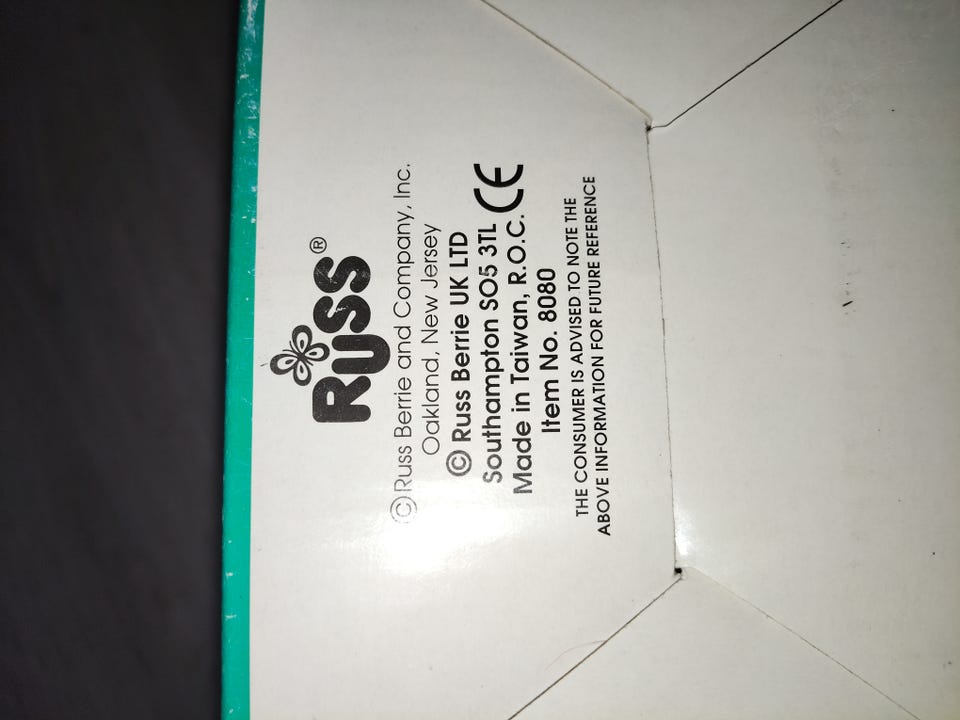 RUSS®
©Russ Berrie and Company, Inc.
Oakland, New Jersey
© Russ Berrie UK LTD
Southampton SO5 3TL
Made in Taiwan, R.O.C. CE
Item No. 8080
THE CONSUMER IS ADVISED TO NOTE THE
ABOVE INFORMATION FOR FUTURE REFERENCE